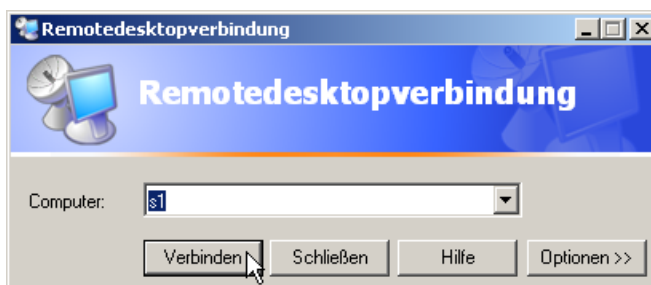 Remotedesktopverbindung
Remotedesktopverbindung
Computer: s1
Verbinden Schließen Hilfe Optionen >>